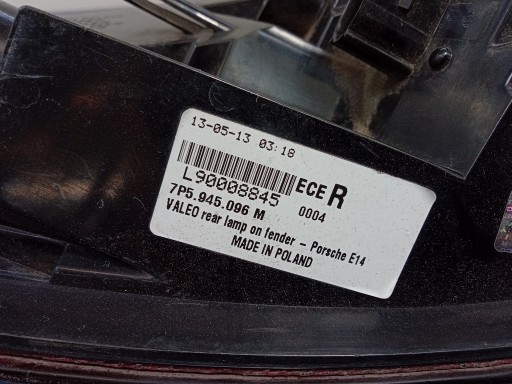 13-05-13 03:18
L90008845
ECE R
0004
7P5.945.096 M
VALEO rear lamp on fender - Porsche E14
MADE IN POLAND